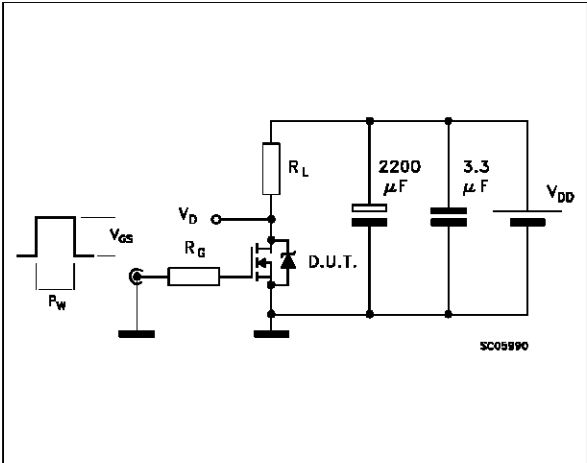 R_L
2200 μF
3.3 μF
V_DD
V_D
V_GS
R_G
D.U.T.
P_W
SC05990